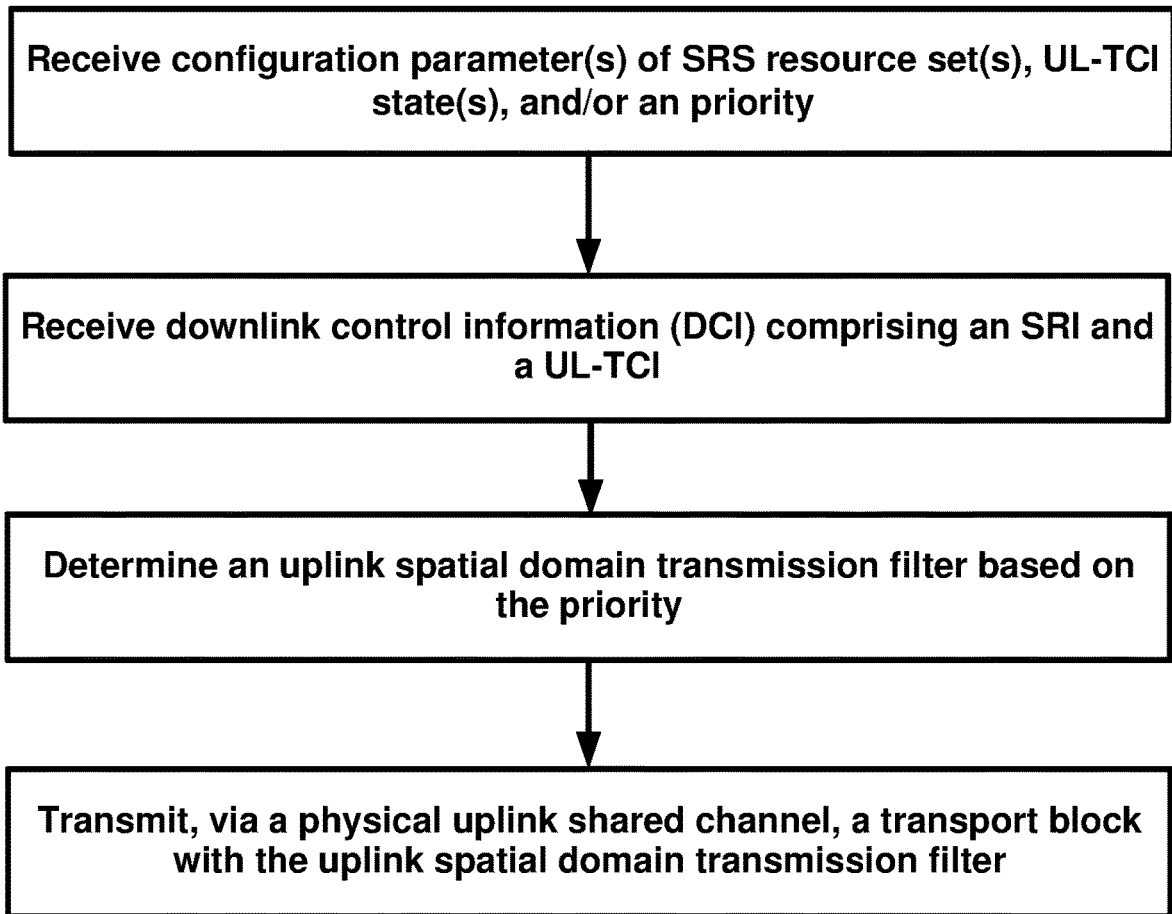 Receive configuration parameter(s) of SRS resource set(s), UL-TCI
state(s), and/or an priority
Receive downlink control information (DCI) comprising an SRI and
a UL-TCI
Determine an uplink spatial domain transmission filter based on
the priority
Transmit, via a physical uplink shared channel, a transport block
with the uplink spatial domain transmission filter